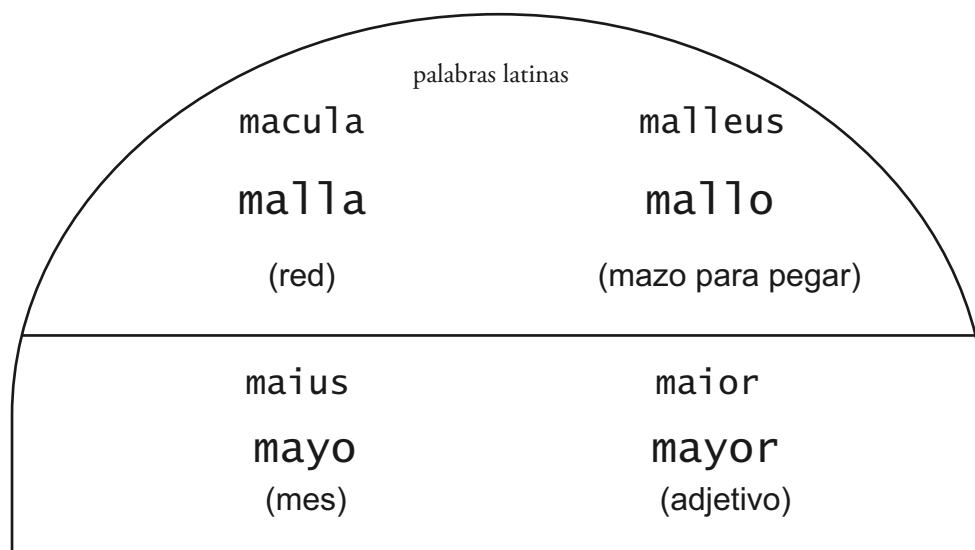 palabras latinas
macula malleus
malla mallo
(red) (mazo para pegar)
maius maior
mayo mayor
(mes) (adjetivo)